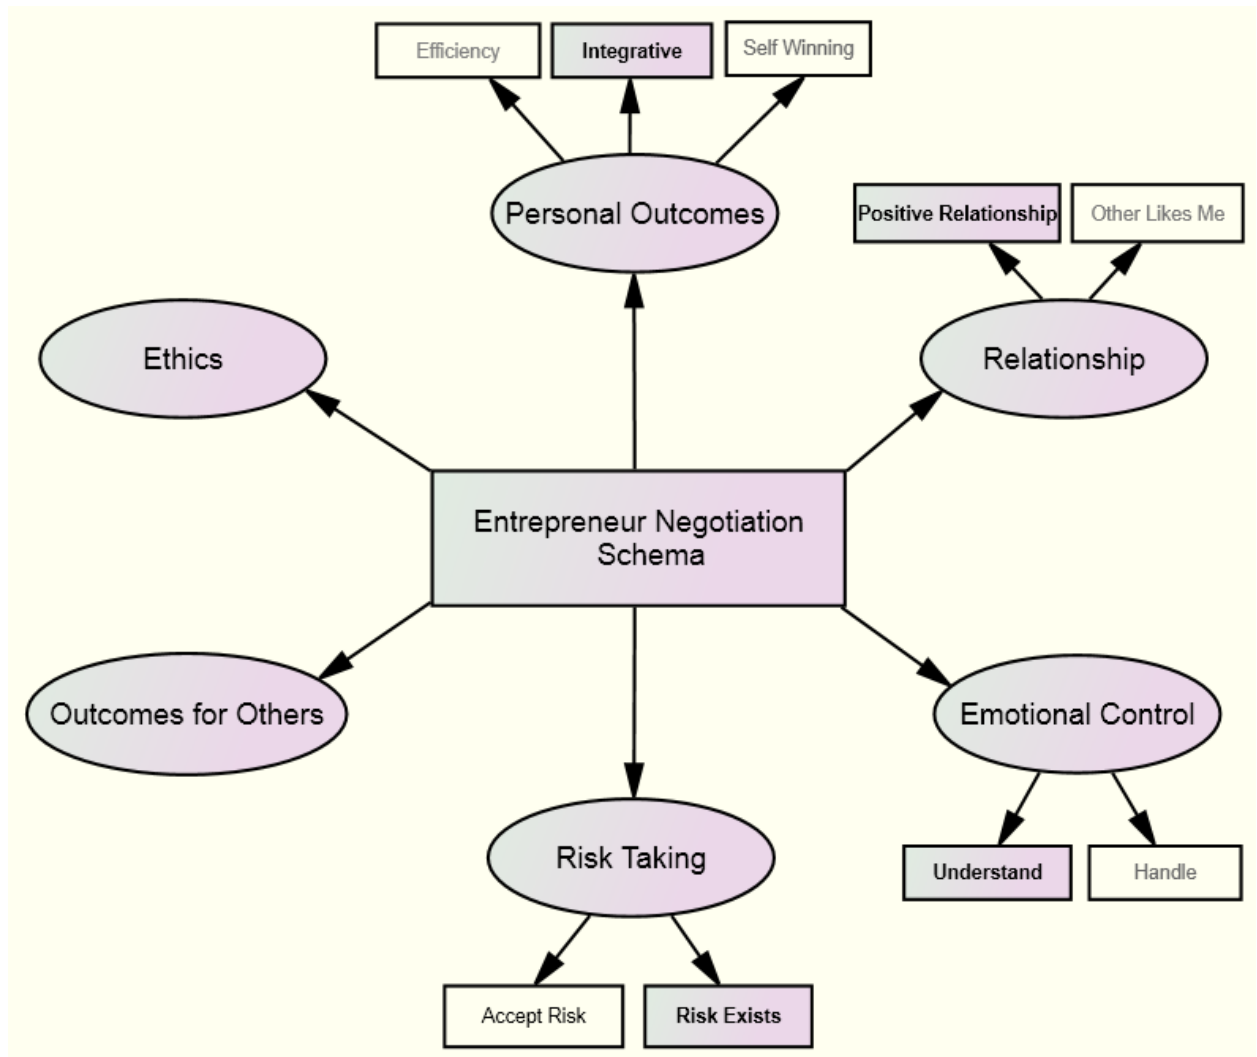 Efficiency
Integrative
Self Winning
Personal Outcomes
Positive Relationship
Other Likes Me
Ethics
Relationship
Entrepreneur Negotiation
Schema
Outcomes for Others
Emotional Control
Risk Taking
Understand
Handle
Accept Risk
Risk Exists